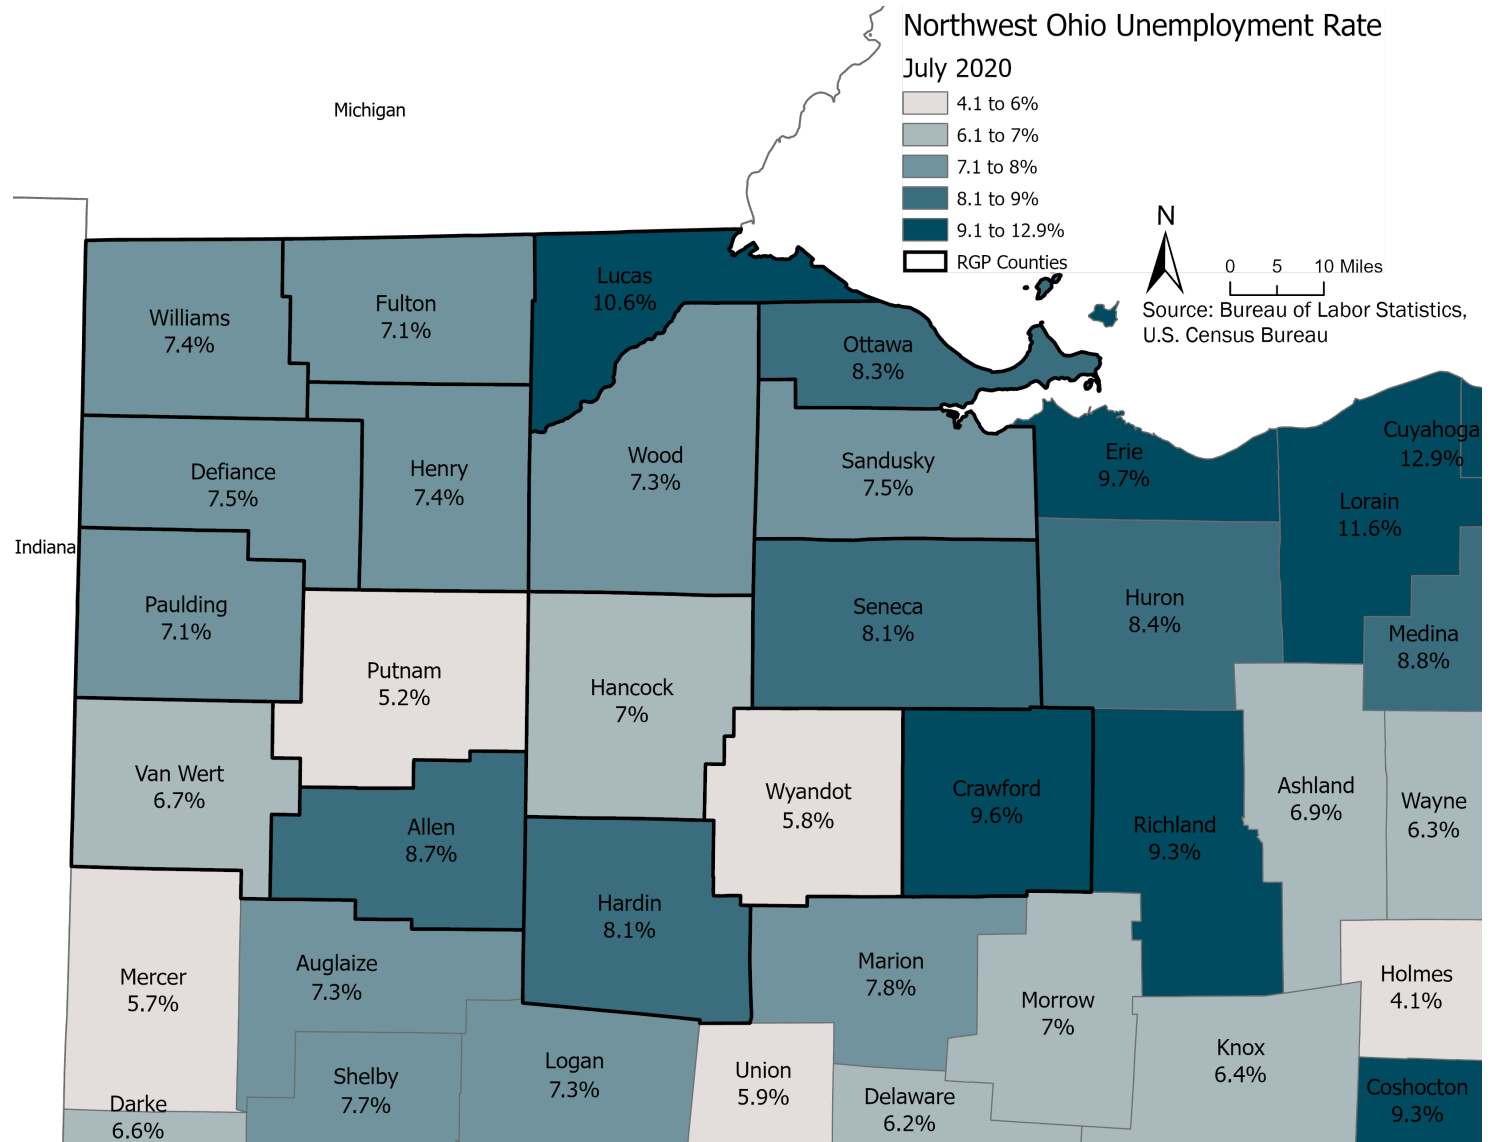 Northwest Ohio Unemployment Rate
July 2020
4.1 to 6%
6.1 to 7%
7.1 to 8%
8.1 to 9%
9.1 to 12.9%
RGP Counties
N
0 5 10 Miles
Source: Bureau of Labor Statistics,
U.S. Census Bureau
Michigan
Indiana
Williams
7.4%
Fulton
7.1%
Lucas
10.6%
Ottawa
8.3%
Defiance
7.5%
Henry
7.4%
Wood
7.3%
Sandusky
7.5%
Erie
9.7%
Cuyahoga
12.9%
Lorain
11.6%
Paulding
7.1%
Putnam
5.2%
Hancock
7%
Seneca
8.1%
Huron
8.4%
Medina
8.8%
Van Wert
6.7%
Allen
8.7%
Wyandot
5.8%
Crawford
9.6%
Richland
9.3%
Ashland
6.9%
Wayne
6.3%
Hardin
8.1%
Mercer
5.7%
Auglaize
7.3%
Marion
7.8%
Morrow
7%
Holmes
4.1%
Knox
6.4%
Shelby
7.7%
Logan
7.3%
Union
5.9%
Delaware
6.2%
Coshocton
9.3%
Darke
6.6%